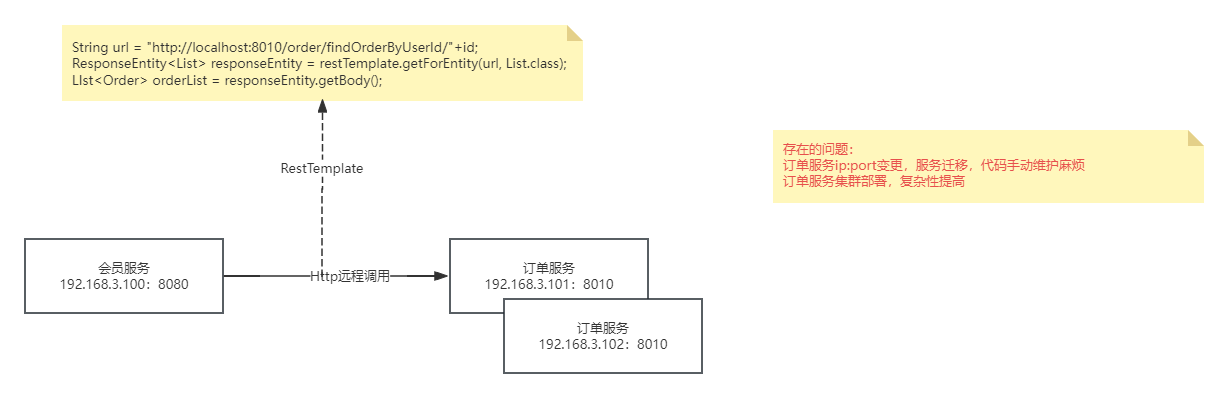 String url = "http://localhost:8010/order/findOrderByUserId/"+id;
ResponseEntity<List> responseEntity = restTemplate.getForEntity(url, List.class);
LIst<Order> orderList = responseEntity.getBody();
存在的问题：
订单服务ip:port变更，服务迁移，代码手动维护麻烦
订单服务集群部署，复杂性提高
RestTemplate
会员服务
192.168.3.100：8080
Http远程调用
订单服务
192.168.3.101：8010
订单服务
192.168.3.102：8010